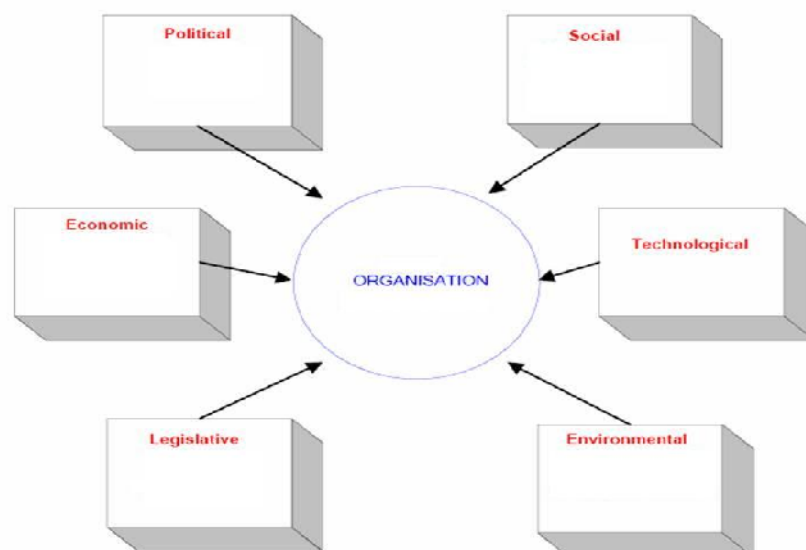 Political
Social
Economic
Technological
ORGANISATION
Legislative
Environmental